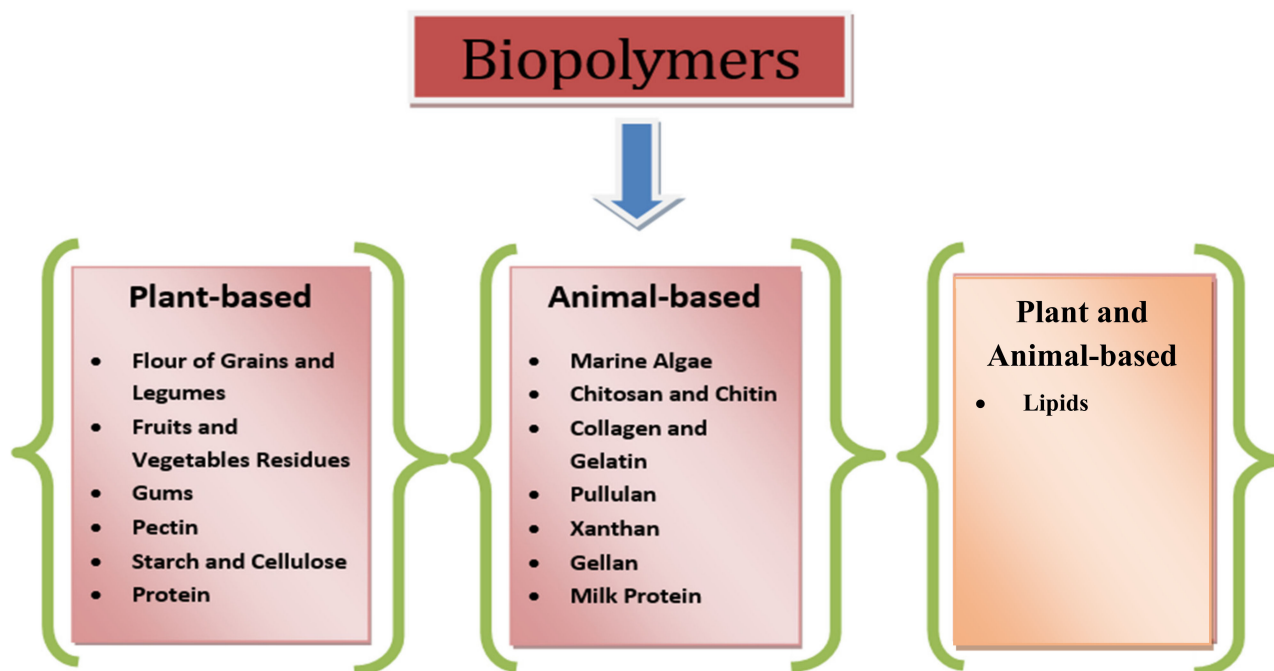 Biopolymers
Plant-based
• Flour of Grains and
Legumes
• Fruits and
Vegetables Residues
• Gums
• Pectin
• Starch and Cellulose
• Protein
Animal-based
• Marine Algae
• Chitosan and Chitin
• Collagen and
Gelatin
• Pullulan
• Xanthan
• Gellan
• Milk Protein
Plant and
Animal-based
• Lipids